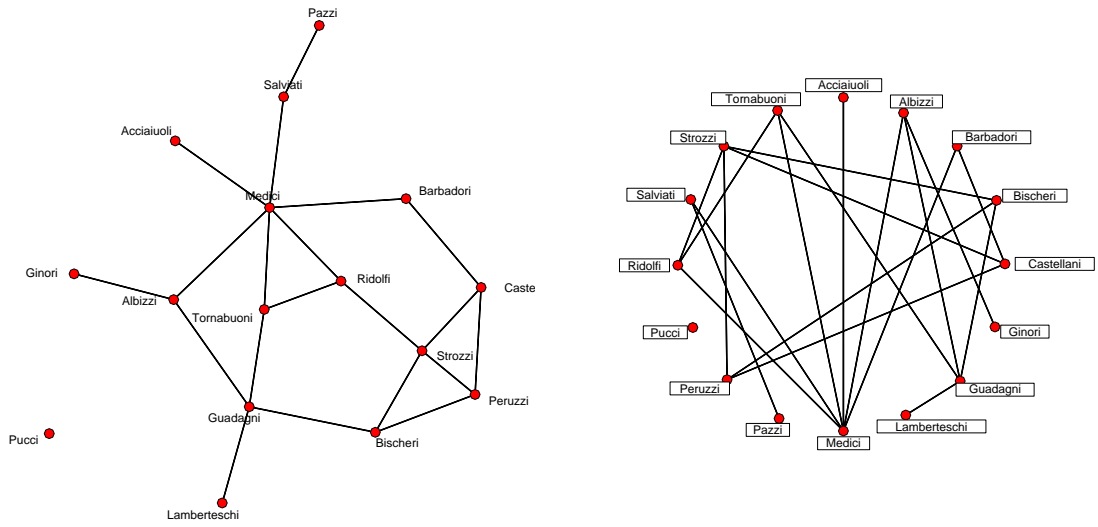 Pazzi
Salviati
Acciaiuoli
Medici
Barbadori
Ginori
Albizzi
Ridolfi
Caste
Tornabuoni
Strozzi
Peruzzi
Guadagni
Bischeri
Pucci
Lamberteschi
Acciaiuoli
Tornabuoni
Albizzi
Strozzi
Barbadori
Salviati
Bischeri
Ridolfi
Castellani
Pucci
Ginori
Peruzzi
Guadagni
Pazzi
Lamberteschi
Medici